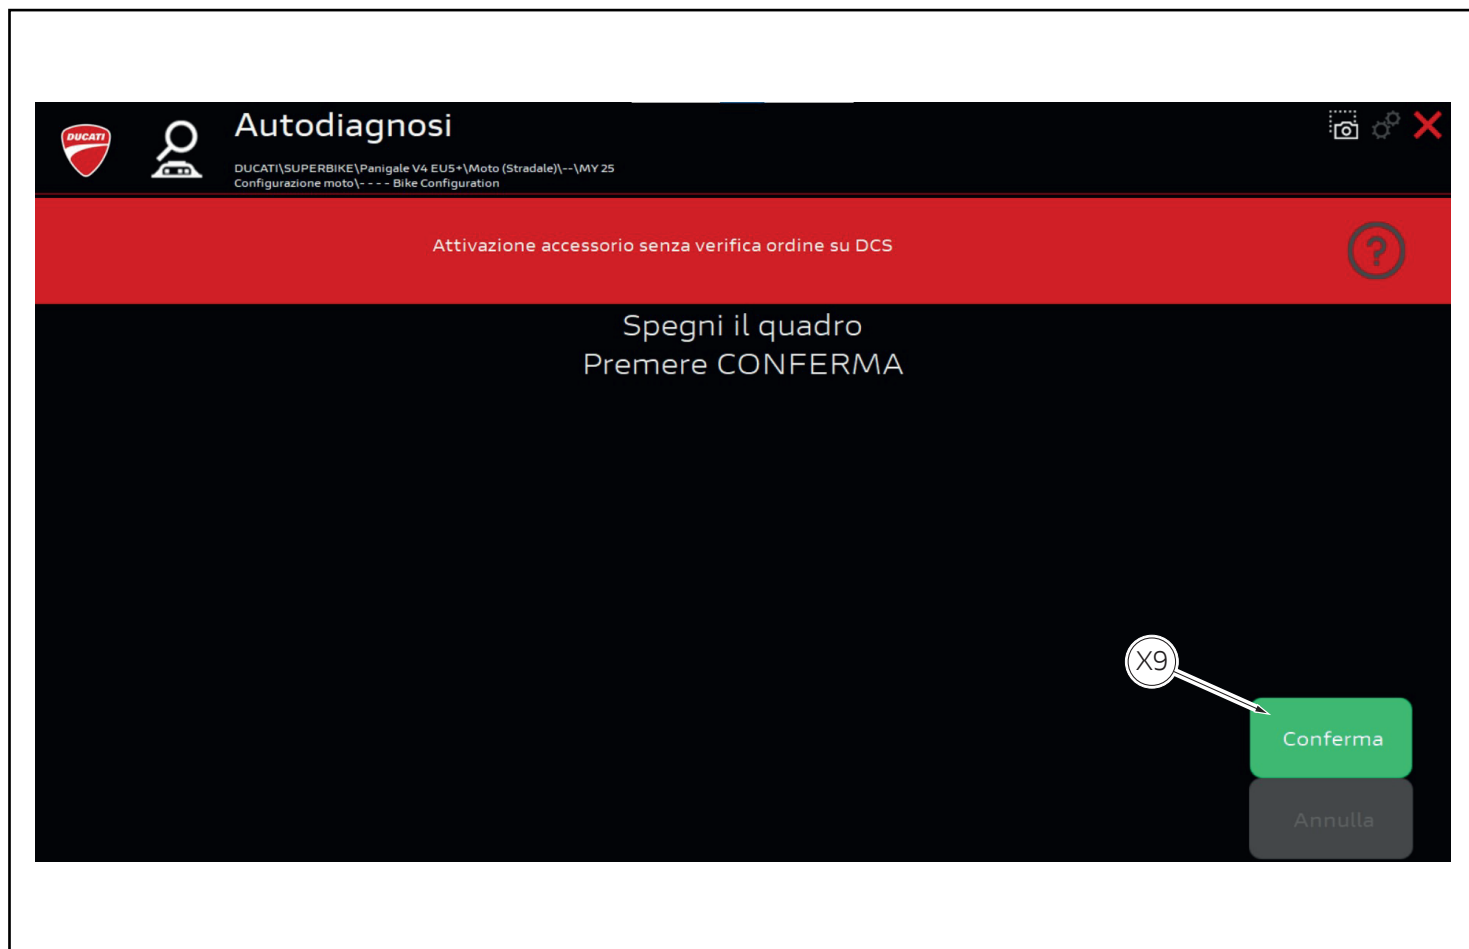 DUCATI
Autodiagnosi
DUCATI\SUPERBIKE\Panigale V4 EU5+\Moto (Stradale)\--\MY 25
Configurazione moto\- - - - Bike Configuration
Attivazione accessorio senza verifica ordine su DCS
?
Spegni il quadro
Premere CONFERMA
X9
Conferma
Annulla